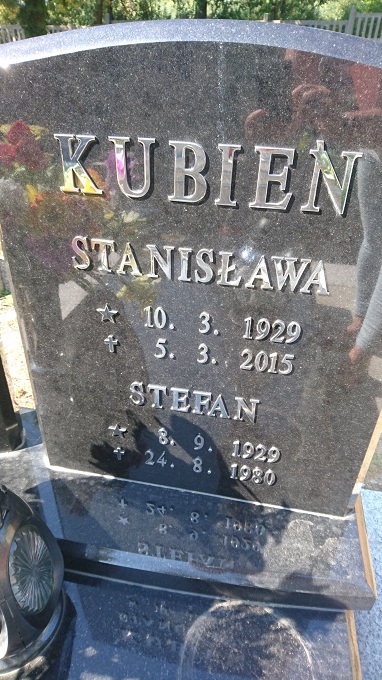 KUBIEŃ
STANISŁAWA
☆ 10. 3. 1929
✝ 5. 3. 2015
STEFAN
☆ 8. 9. 1929
✝ 24. 8. 1980